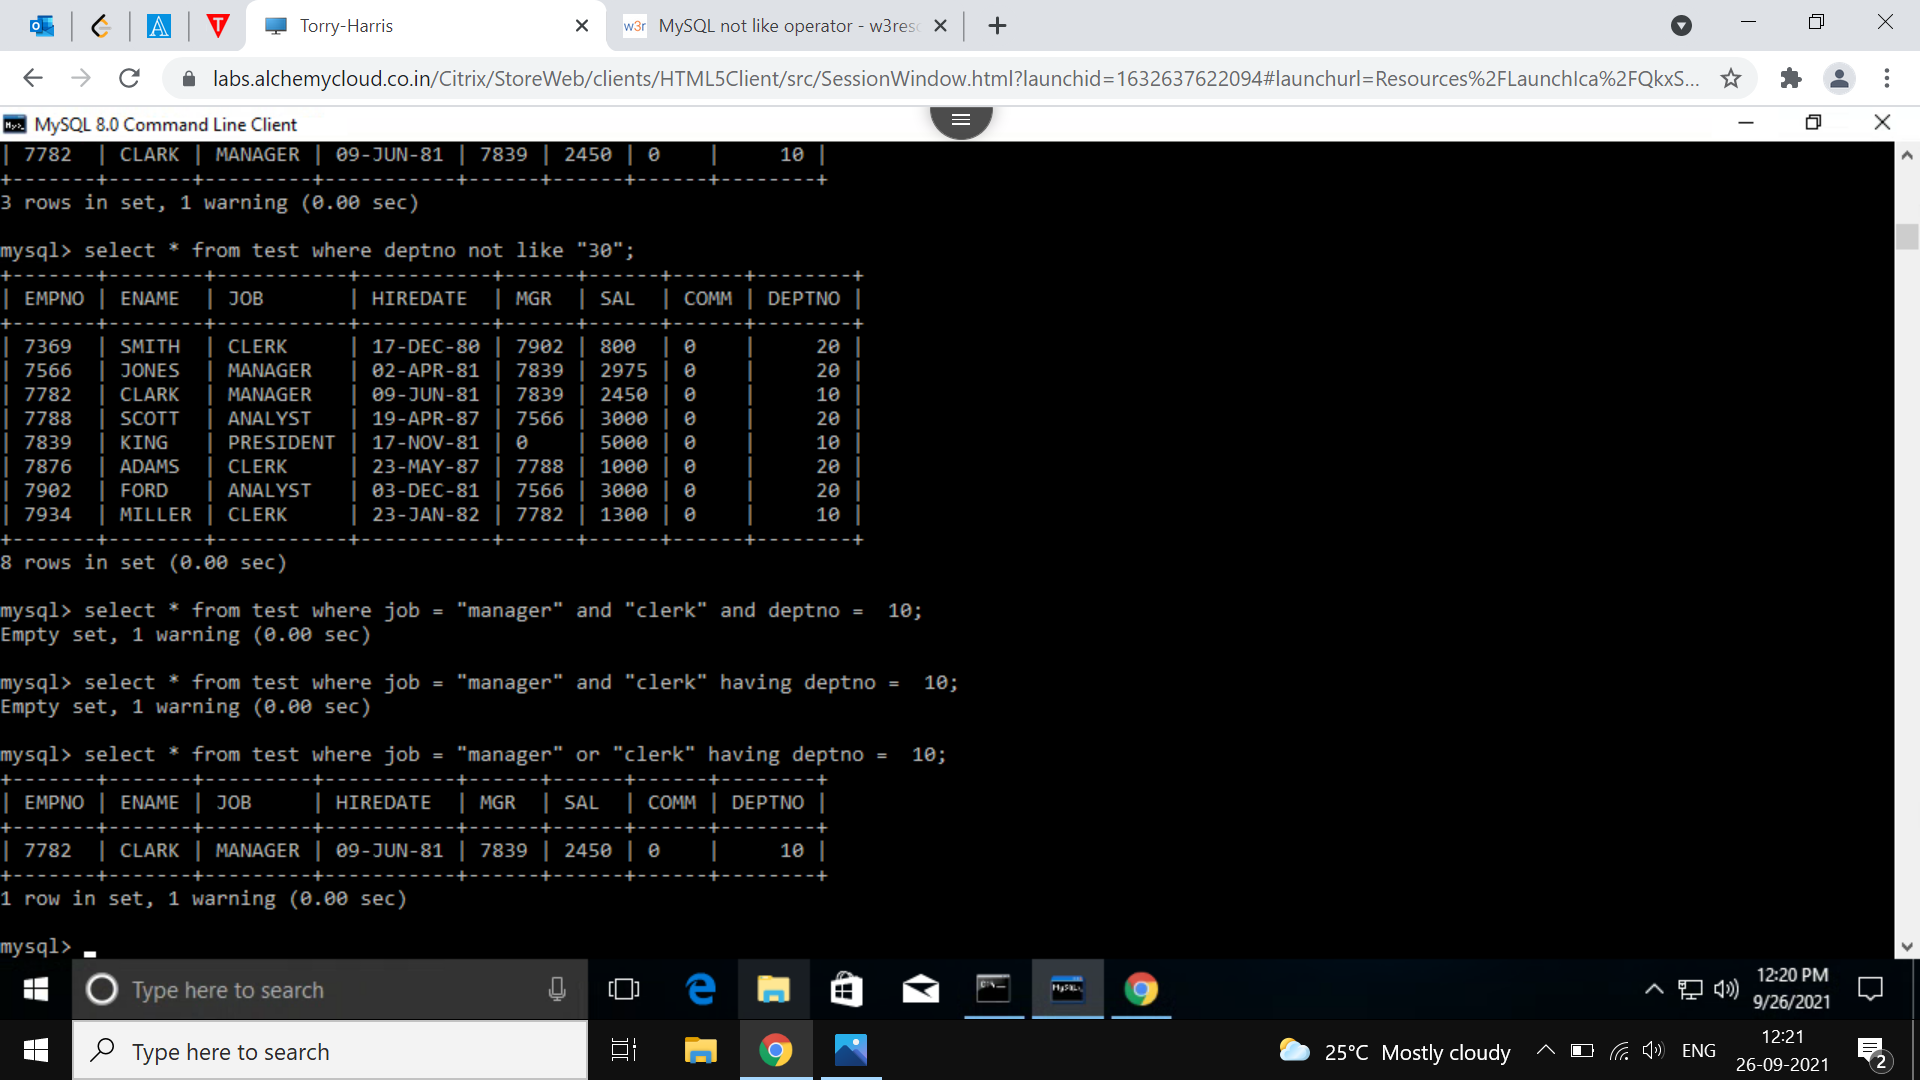 Torry-Harris
w3r MySQL not like operator - w3resc
labs.alchemycloud.co.in/Citrix/StoreWeb/clients/HTML5Client/src/SessionWindow.html?launchid=1632637622094#launchurl=Resources%2FLaunchIca%2FQkxS...
MySQL 8.0 Command Line Client
| 7782  | CLARK | MANAGER | 09-JUN-81 | 7839 | 2450 | 0    |     10 |
+-------+-------+---------+-----------+------+------+------+--------+
3 rows in set, 1 warning (0.00 sec)
mysql> select * from test where deptno not like "30";
+-------+--------+-----------+-----------+------+------+------+--------+
| EMPNO | ENAME  | JOB       | HIREDATE  | MGR  | SAL  | COMM | DEPTNO |
+-------+--------+-----------+-----------+------+------+------+--------+
| 7369  | SMITH  | CLERK     | 17-DEC-80 | 7902 | 800  | 0    |     20 |
| 7566  | JONES  | MANAGER   | 02-APR-81 | 7839 | 2975 | 0    |     20 |
| 7782  | CLARK  | MANAGER   | 09-JUN-81 | 7839 | 2450 | 0    |     10 |
| 7788  | SCOTT  | ANALYST   | 19-APR-87 | 7566 | 3000 | 0    |     20 |
| 7839  | KING   | PRESIDENT | 17-NOV-81 | 0    | 5000 | 0    |     10 |
| 7876  | ADAMS  | CLERK     | 23-MAY-87 | 7788 | 1000 | 0    |     20 |
| 7902  | FORD   | ANALYST   | 03-DEC-81 | 7566 | 3000 | 0    |     20 |
| 7934  | MILLER | CLERK     | 23-JAN-82 | 7782 | 1300 | 0    |     10 |
+-------+--------+-----------+-----------+------+------+------+--------+
8 rows in set (0.00 sec)
mysql> select * from test where job = "manager" and "clerk" and deptno =  10;
Empty set, 1 warning (0.00 sec)
mysql> select * from test where job = "manager" and "clerk" having deptno =  10;
Empty set, 1 warning (0.00 sec)
mysql> select * from test where job = "manager" or "clerk" having deptno =  10;
+-------+-------+---------+-----------+------+------+------+--------+
| EMPNO | ENAME | JOB     | HIREDATE  | MGR  | SAL  | COMM | DEPTNO |
+-------+-------+---------+-----------+------+------+------+--------+
| 7782  | CLARK | MANAGER | 09-JUN-81 | 7839 | 2450 | 0    |     10 |
+-------+-------+---------+-----------+------+------+------+--------+
1 row in set, 1 warning (0.00 sec)
mysql>
Type here to search
12:20 PM
9/26/2021
Type here to search
25°C Mostly cloudy
ENG
12:21
26-09-2021
2